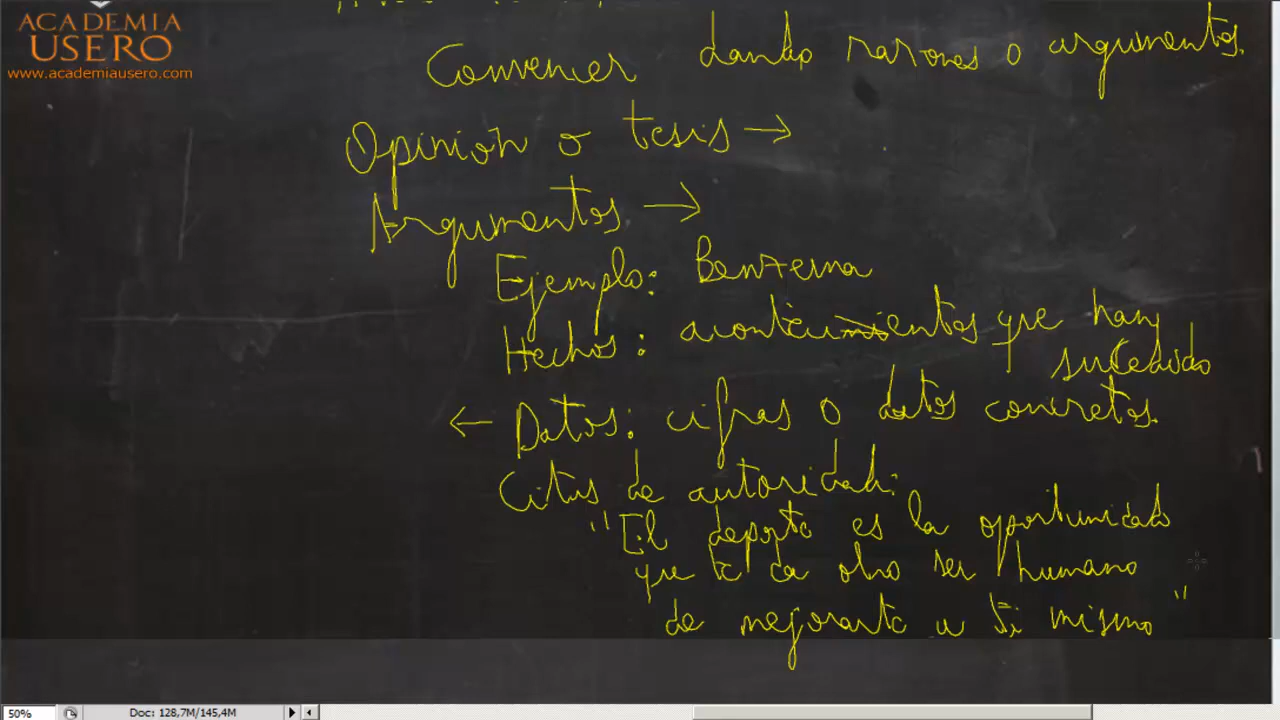 ACADEMIA
USERO
www.academiausero.com
Convencer dando razones o argumentos.
Opinión o tesis →
Argumentos →
Ejemplo: Benzema
Hechos: acontecimientos que han
sucedido
← Datos: cifras o datos concretos.
Citas de autoridad:
"El deporte es la oportunidad
que te da otro ser humano
de mejorarte a ti mismo"
50%
Doc: 128,7M/145,4M